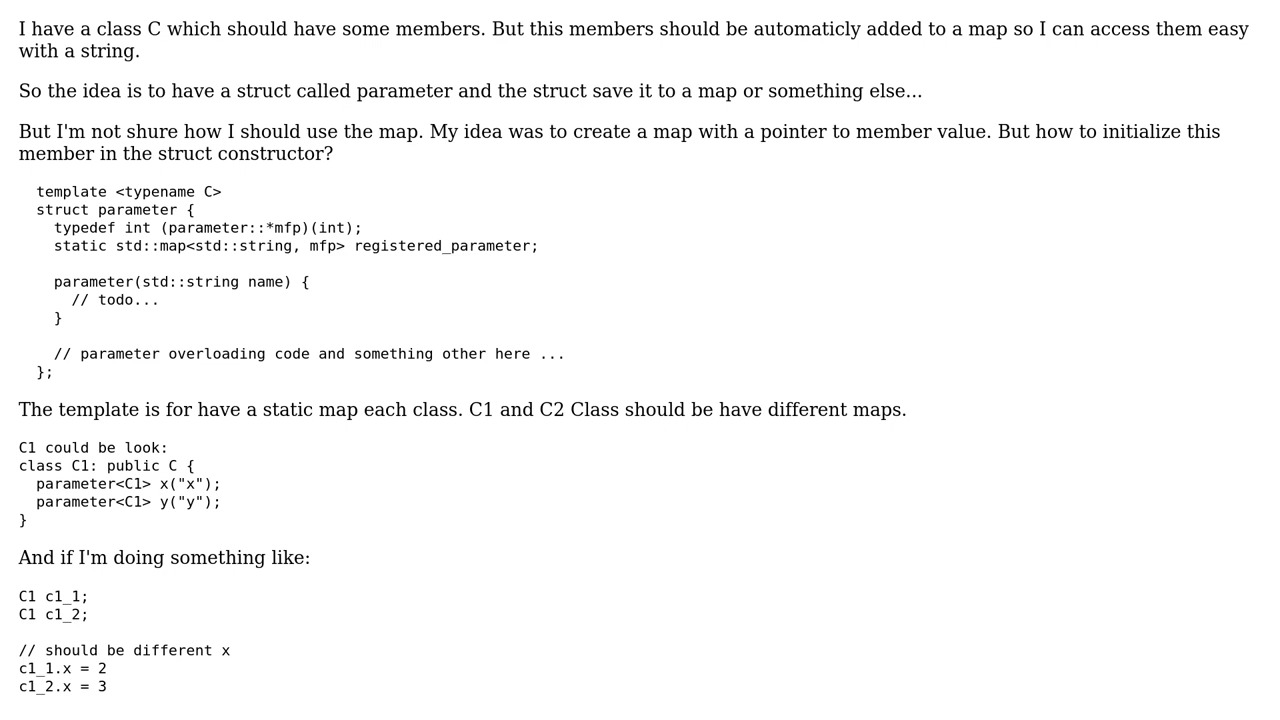 I have a class C which should have some members. But this members should be automaticly added to a map so I can access them easy
with a string.
So the idea is to have a struct called parameter and the struct save it to a map or something else...
But I'm not shure how I should use the map. My idea was to create a map with a pointer to member value. But how to initialize this
member in the struct constructor?
template <typename C>
struct parameter {
typedef int (parameter::*mfp)(int);
static std::map<std::string, mfp> registered_parameter;
parameter(std::string name) {
// todo...
}
// parameter overloading code and something other here ...
};
The template is for have a static map each class. C1 and C2 Class should be have different maps.
C1 could be look:
class C1: public C {
parameter<C1> x("x");
parameter<C1> y("y");
}
And if I'm doing something like:
C1 c1_1;
C1 c1_2;
// should be different x
c1_1.x = 2
c1_2.x = 3